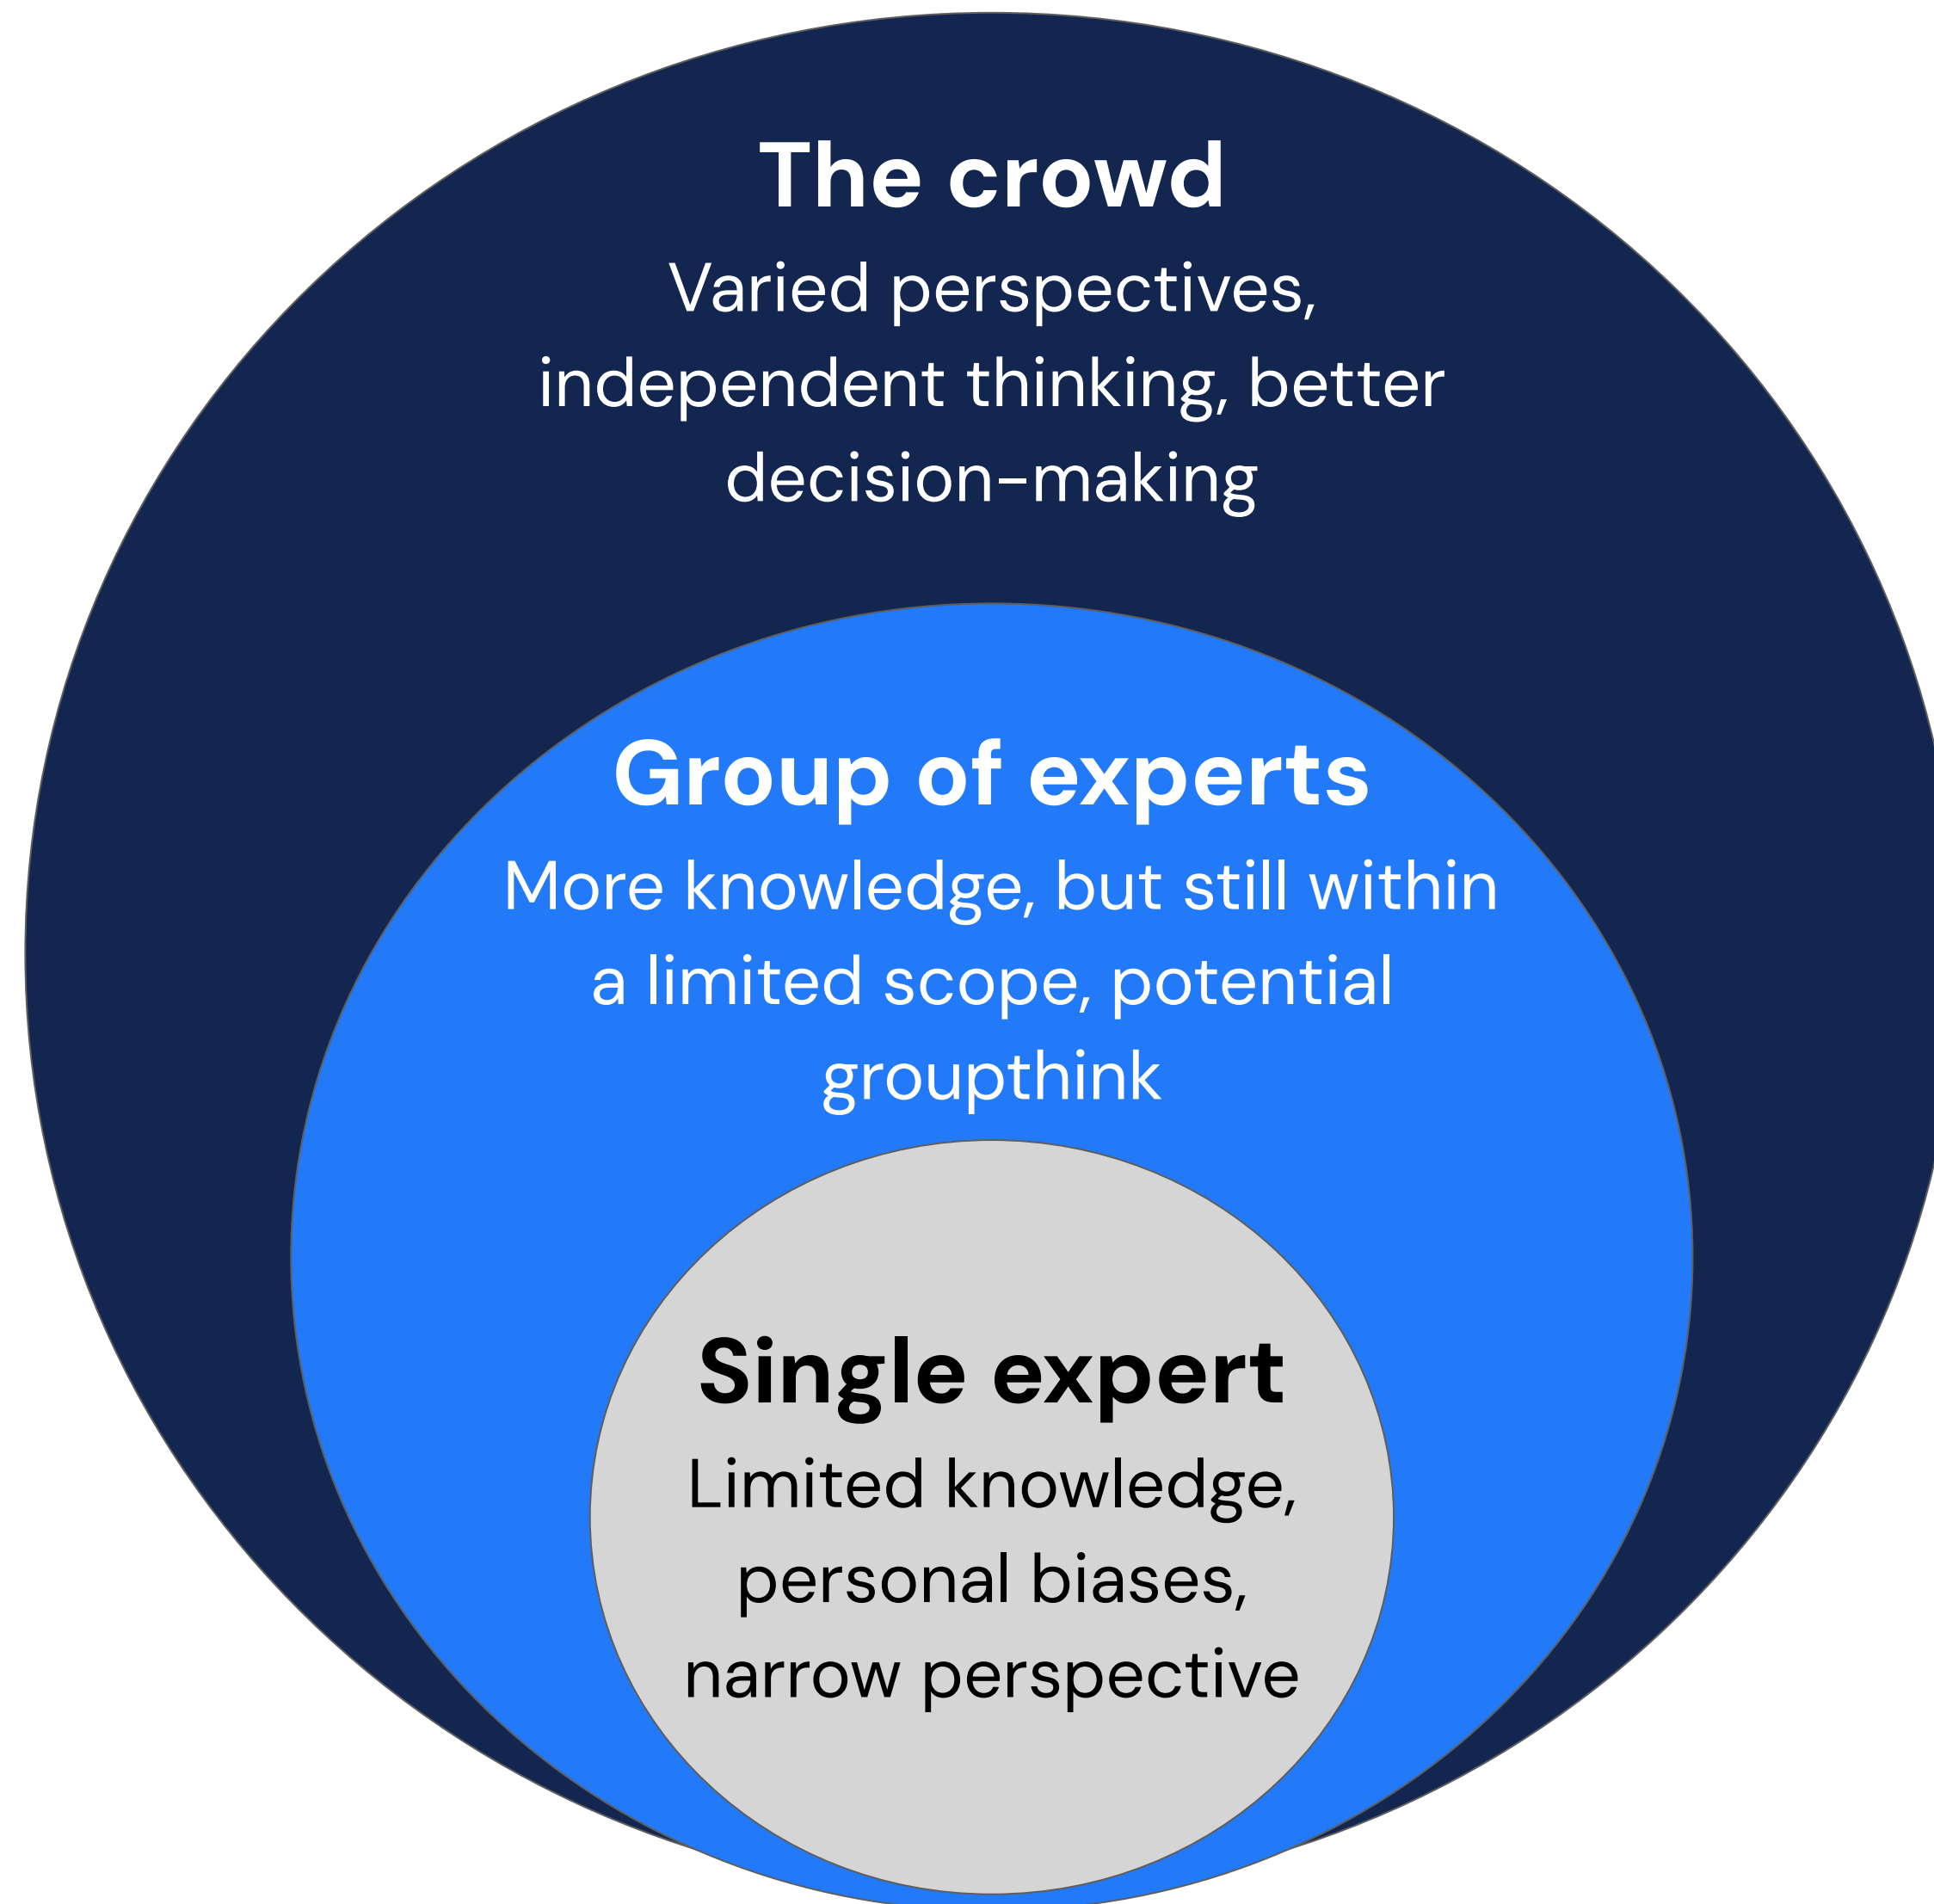 The crowd
Varied perspectives,
independent thinking, better
decision-making
Group of experts
More knowledge, but still within
a limited scope, potential
groupthink
Single expert
Limited knowledge,
personal biases,
narrow perspective